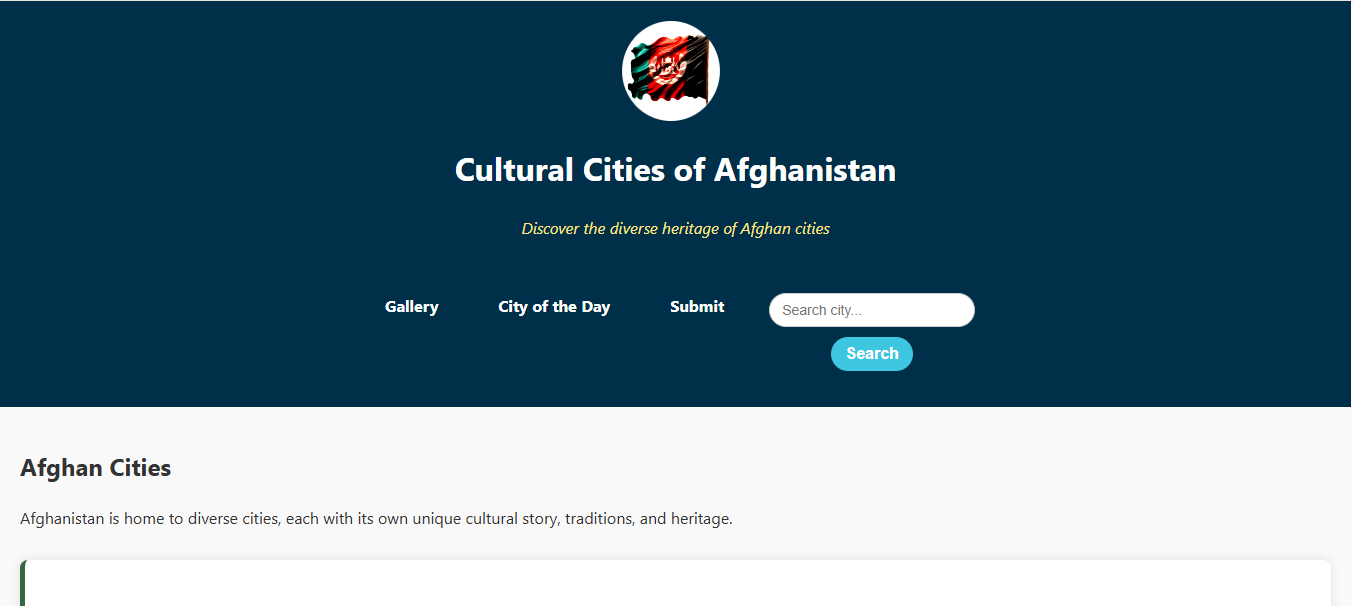 Cultural Cities of Afghanistan
Discover the diverse heritage of Afghan cities
Gallery City of the Day Submit Search city...
Search
Afghan Cities
Afghanistan is home to diverse cities, each with its own unique cultural story, traditions, and heritage.